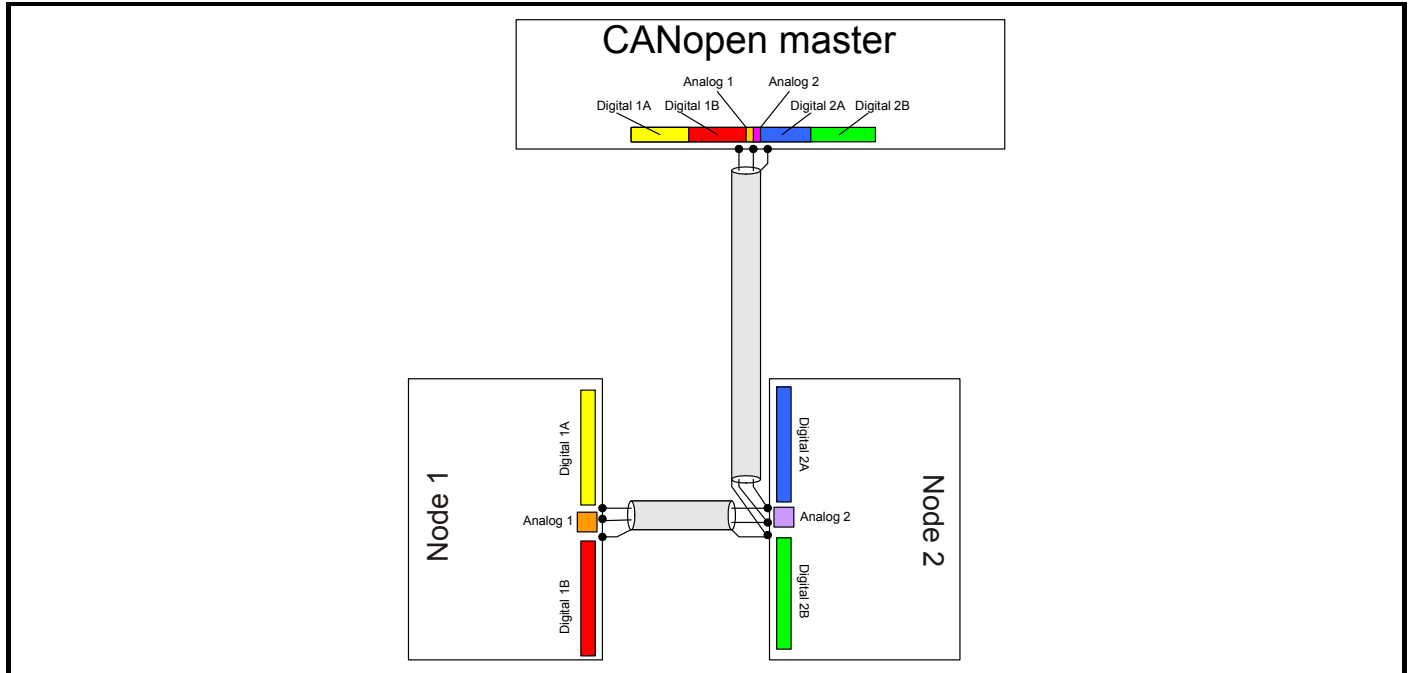 CANopen master
Analog 1 Analog 2
Digital 1A Digital 1B Digital 2A Digital 2B
Node 1
Digital 1A
Analog 1
Digital 1B
Digital 2A
Analog 2
Digital 2B
Node 2